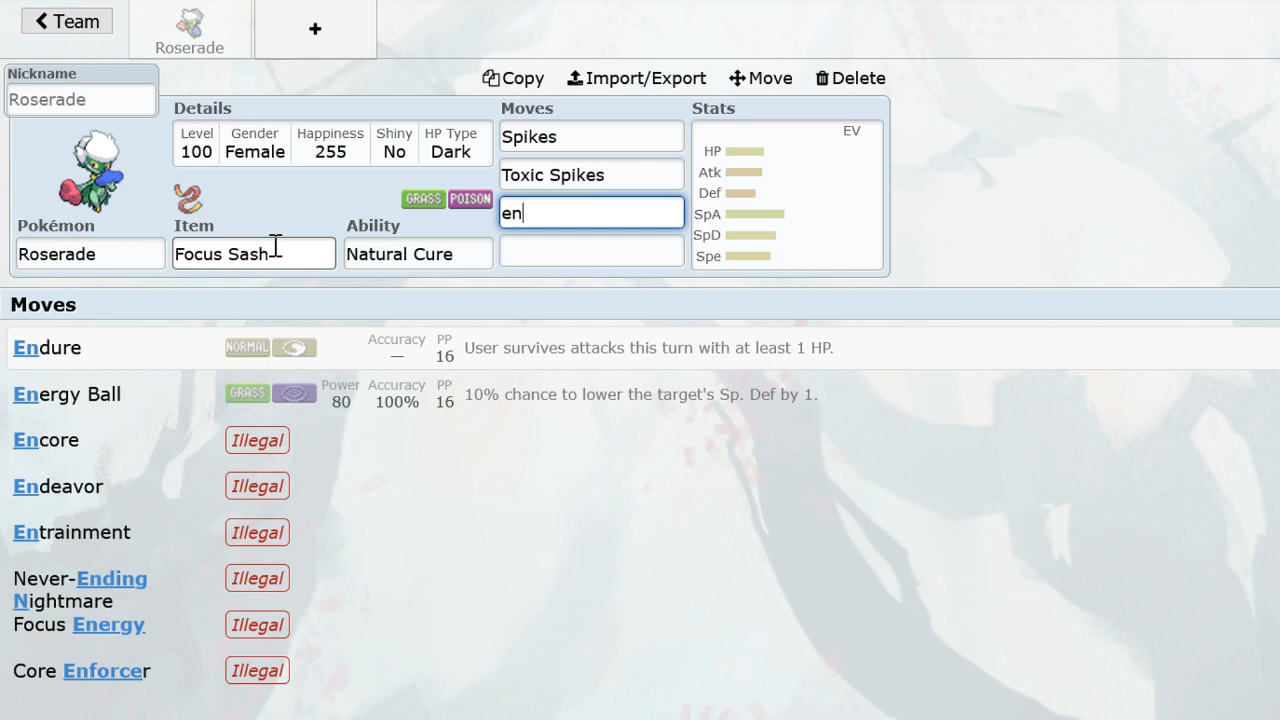 Team
Roserade
+
Nickname
Roserade
Copy Import/Export Move Delete
Details
Level Gender Happiness Shiny HP Type
100 Female 255 No Dark
GRASS POISON
Pokémon
Roserade
Item
Focus Sash
Ability
Natural Cure
Moves
Spikes
Toxic Spikes
en
Stats
EV
HP
Atk
Def
SpA
SpD
Spe
Moves
Endure NORMAL Accuracy — PP 16 User survives attacks this turn with at least 1 HP.
Energy Ball GRASS Power 80 Accuracy 100% PP 16 10% chance to lower the target's Sp. Def by 1.
Encore Illegal
Endeavor Illegal
Entrainment Illegal
Never-Ending Illegal
Nightmare
Focus Energy Illegal
Core Enforcer Illegal